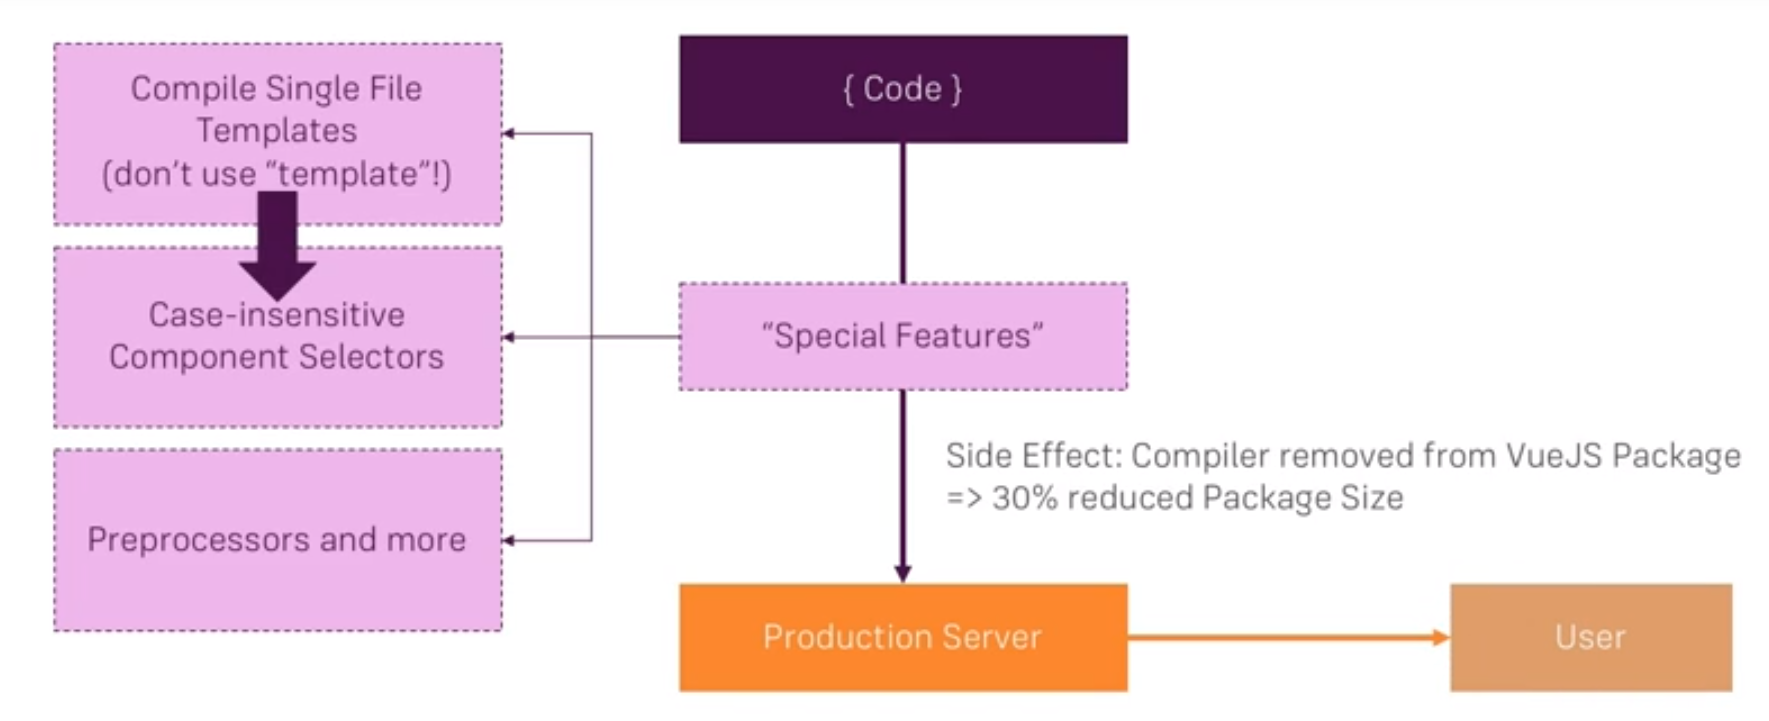 Compile Single File
Templates
(don't use “template”!)
Case-insensitive
Component Selectors
Preprocessors and more
{ Code }
“Special Features”
Side Effect: Compiler removed from VueJS Package
=> 30% reduced Package Size
Production Server
User